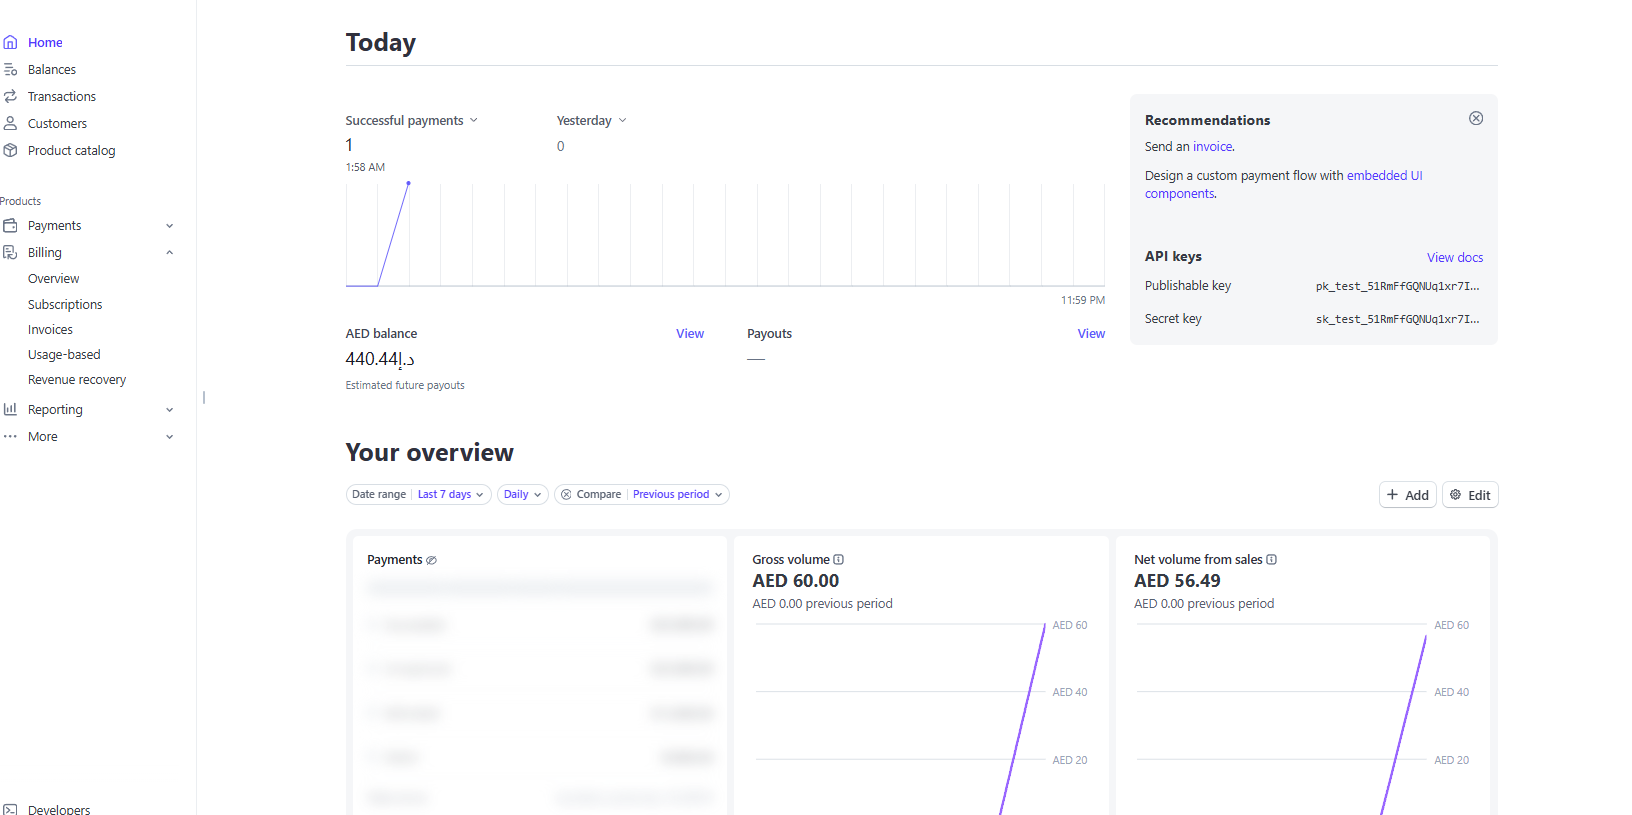 Home
Balances
Transactions
Customers
Product catalog
Products
Payments
Billing
Overview
Subscriptions
Invoices
Usage-based
Revenue recovery
Reporting
More
Developers
Today
Successful payments
1
1:58 AM
Yesterday
0
11:59 PM
AED balance
View
د.إ440.44
Estimated future payouts
Payouts
View
—
Recommendations
Send an invoice.
Design a custom payment flow with embedded UI
components.
API keys
View docs
Publishable key pk_test_51RmFfGQNUq1xr7I...
Secret key sk_test_51RmFfGQNUq1xr7I...
Your overview
Date range Last 7 days
Daily
Compare Previous period
Add
Edit
Payments
Gross volume
AED 60.00
AED 0.00 previous period
AED 60
AED 40
AED 20
Net volume from sales
AED 56.49
AED 0.00 previous period
AED 60
AED 40
AED 20